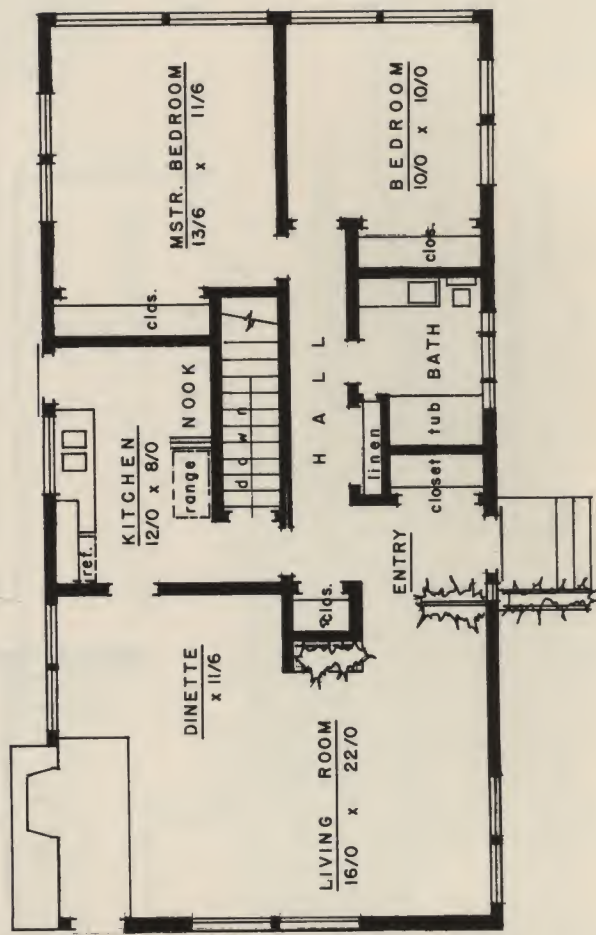 MSTR. BEDROOM
13/6 x 11/6
BEDROOM
10/0 x 10/0
clos.
clos.
NOOK
KITCHEN
12/0 x 8/0
range
ref.
down
HALL
BATH
tub
linen
closet
ENTRY
clos.
DINETTE
x 11/6
LIVING ROOM
16/0 x 22/0